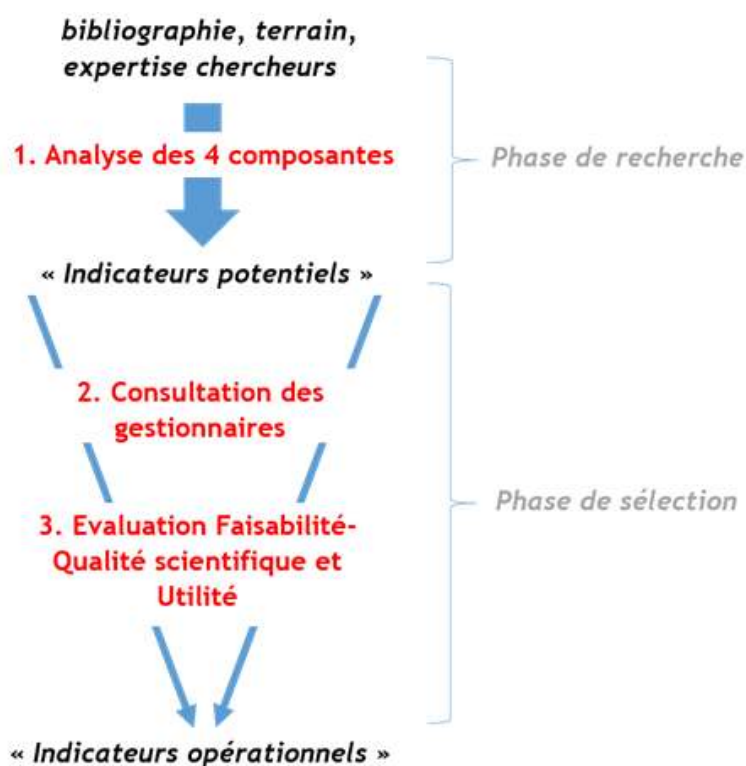 bibliographie, terrain,
expertise chercheurs
1. Analyse des 4 composantes
Phase de recherche
« Indicateurs potentiels »
2. Consultation des
gestionnaires
Phase de sélection
3. Evaluation Faisabilité-
Qualité scientifique et
Utilité
« Indicateurs opérationnels »